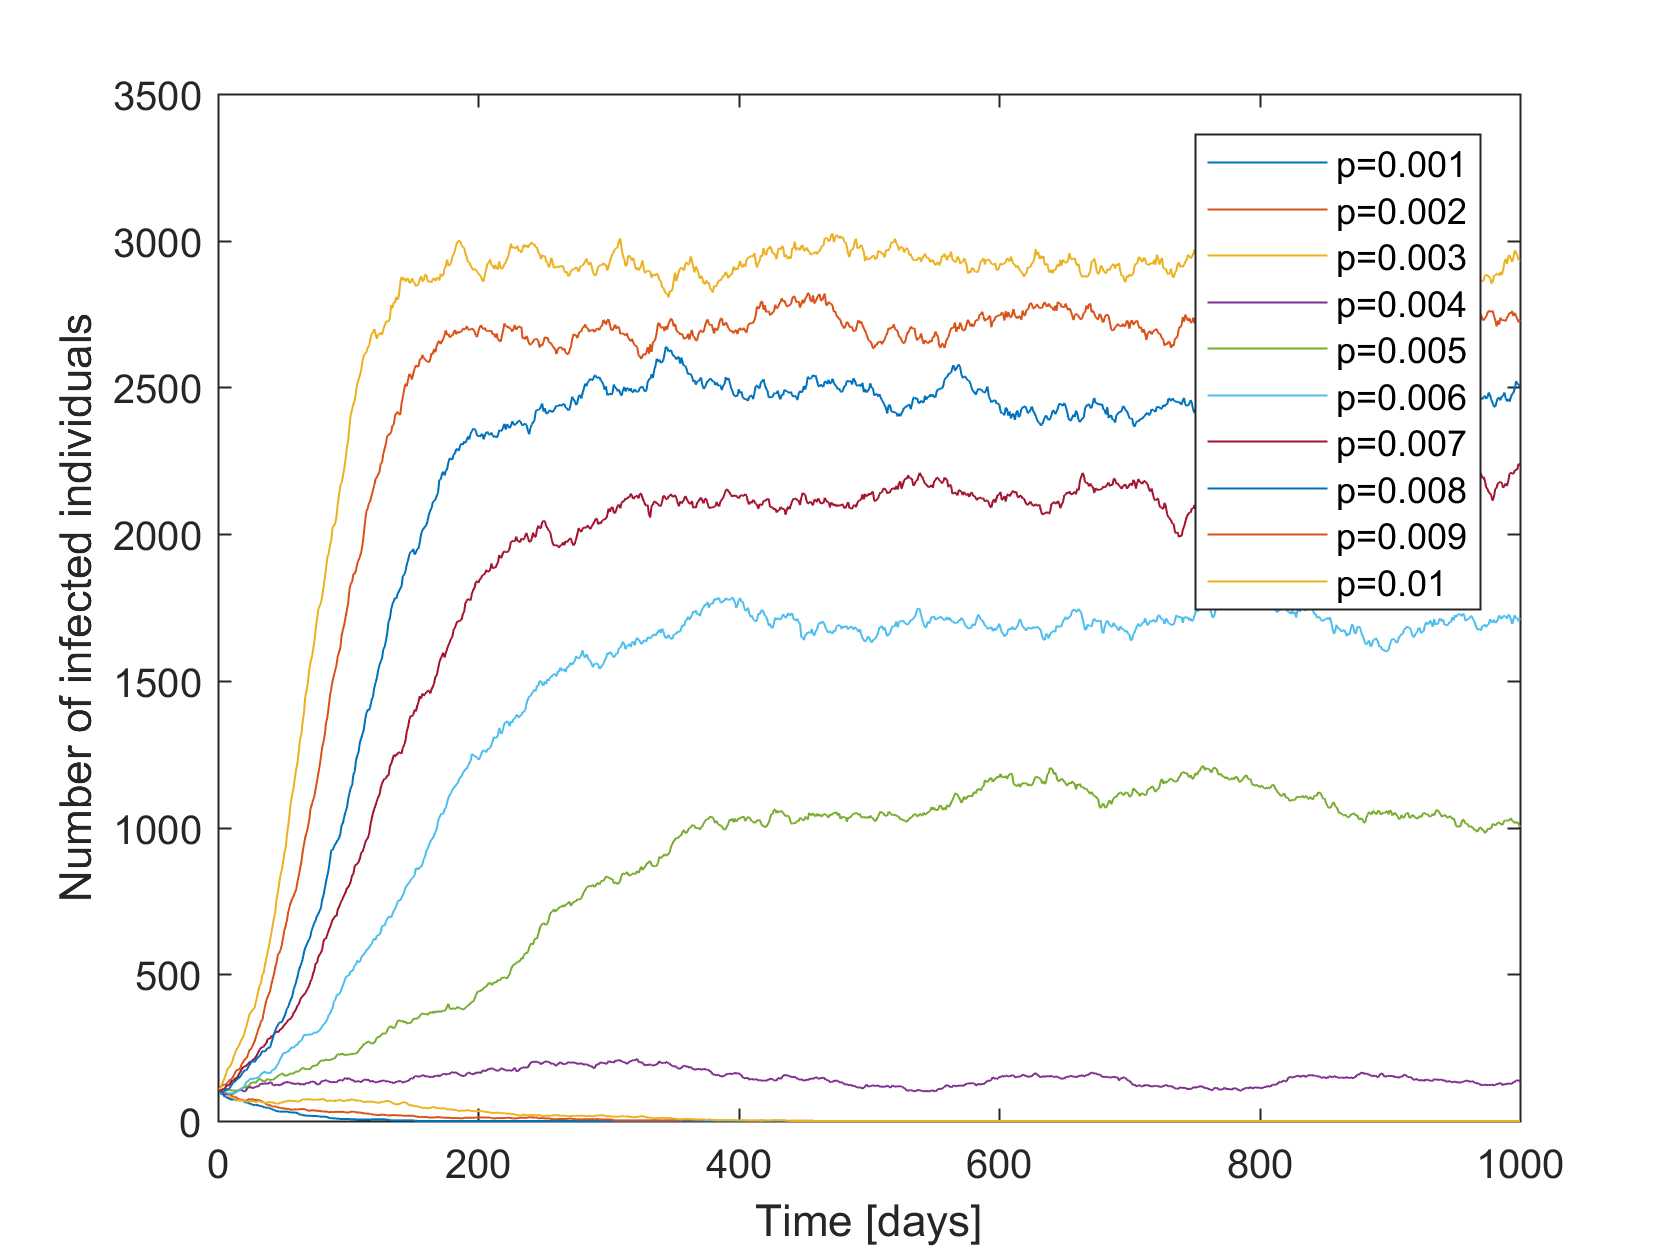 3500
3000
2500
2000
1500
1000
500
0
Number of infected individuals
p=0.001
p=0.002
p=0.003
p=0.004
p=0.005
p=0.006
p=0.007
p=0.008
p=0.009
p=0.01
0 200 400 600 800 1000
Time [days]